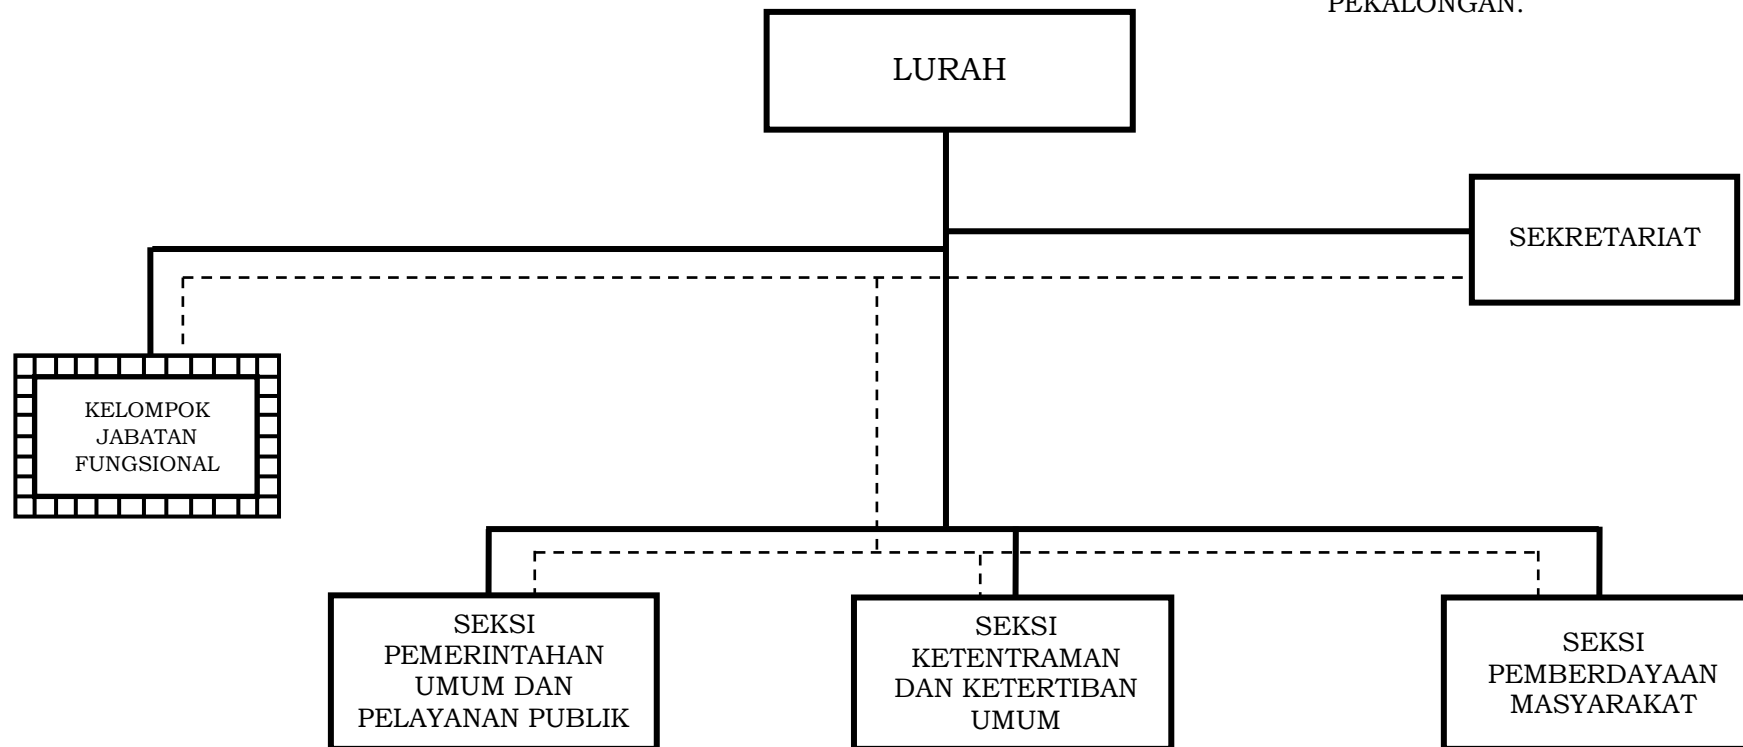 PEKALONGAN.
LURAH
SEKRETARIAT
KELOMPOK
JABATAN
FUNGSIONAL
SEKSI
PEMERINTAHAN
UMUM DAN
PELAYANAN PUBLIK
SEKSI
KETENTRAMAN
DAN KETERTIBAN
UMUM
SEKSI
PEMBERDAYAAN
MASYARAKAT